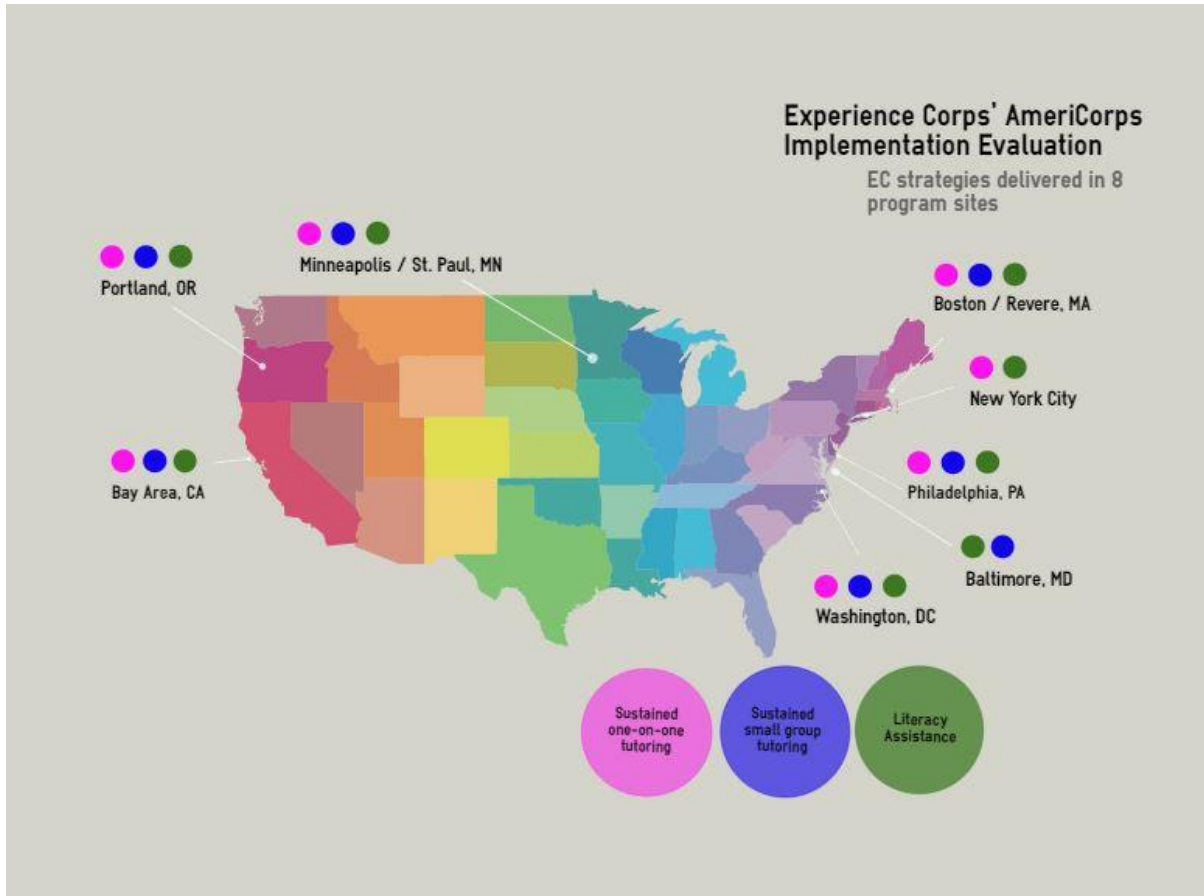 Experience Corps' AmeriCorps
Implementation Evaluation
EC strategies delivered in 8
program sites
Minneapolis / St. Paul, MN
Portland, OR
Boston / Revere, MA
New York City
Bay Area, CA
Philadelphia, PA
Baltimore, MD
Washington, DC
Sustained
one-on-one
tutoring
Sustained
small group
tutoring
Literacy
Assistance